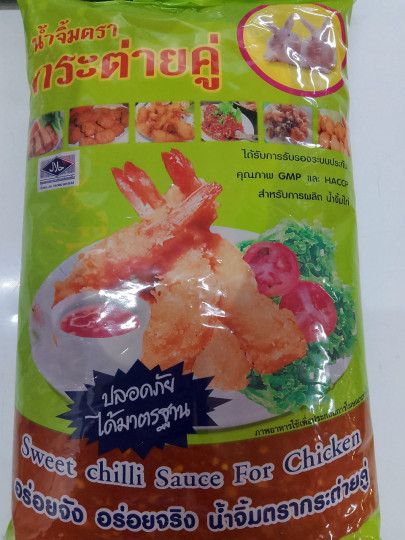 น้ำจิ้มตรา
กระต่ายคู่
ได้รับการรับรองระบบประกัน
คุณภาพ GMP และ HACCP
สำหรับการผลิต น้ำจิ้มไก่
ปลอดภัย
ได้มาตรฐาน
Sweet chilli Sauce For Chicken
อร่อยจัง อร่อยจริง น้ำจิ้มตรากระต่ายคู่